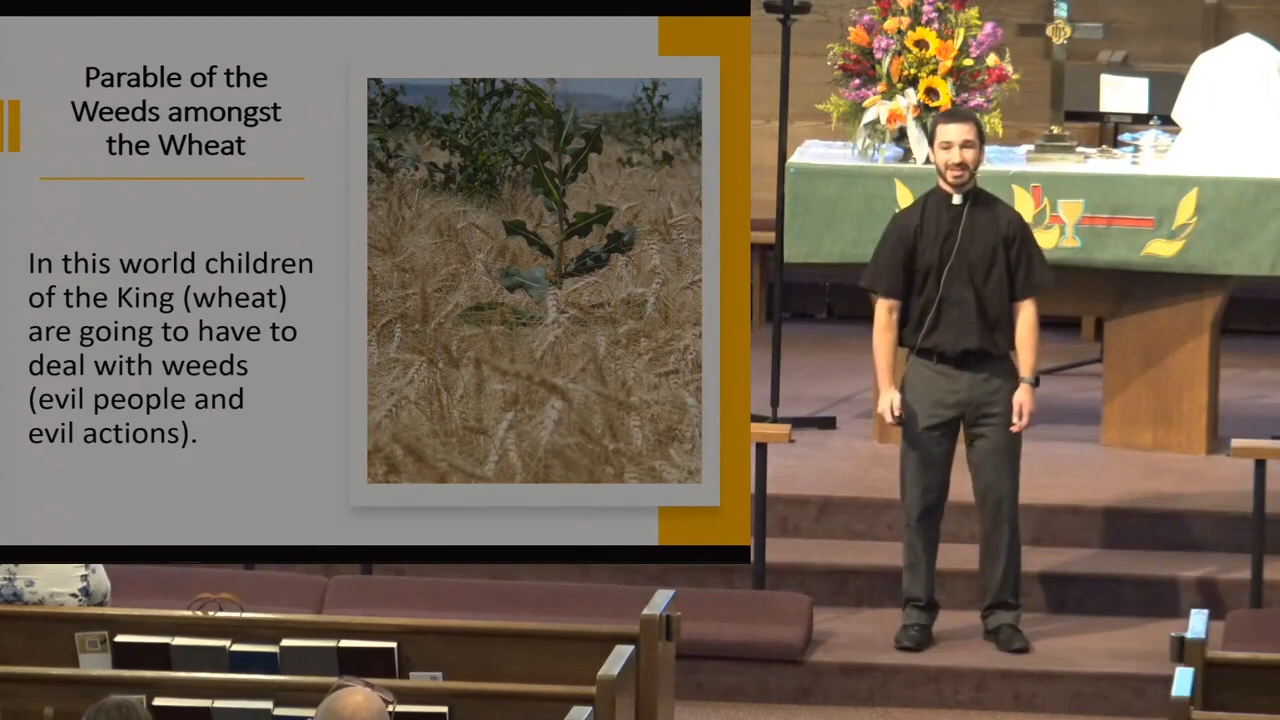 Parable of the
Weeds amongst
the Wheat
In this world children
of the King (wheat)
are going to have to
deal with weeds
(evil people and
evil actions).
IHS